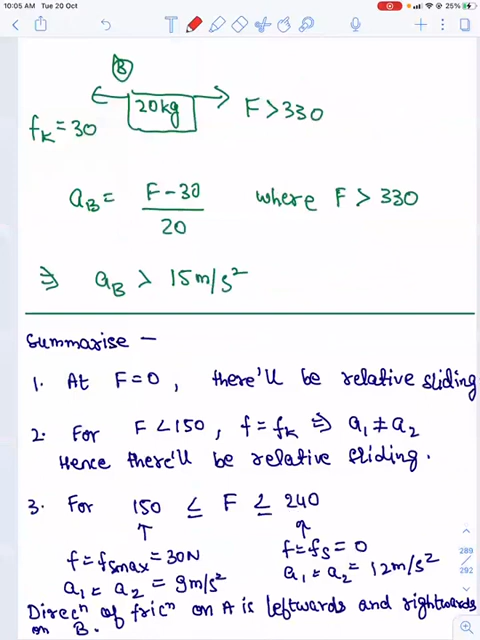 10:05 AM Tue 20 Oct
25%
B
20kg
F > 330
fk = 30
aB = F - 30 / 20 where F > 330
⇒ aB > 15m/s²
Summarise —
1. At F=0, there'll be relative sliding
2. For F < 150, f = fk ⇒ a1 ≠ a2
Hence there'll be relative sliding.
3. For 150 ≤ F ≤ 240
↑ ↑
f = fsmax = 30N f = fs = 0
a1 = a2 = 9m/s² a1 = a2 = 12m/s²
Direcn of fricn on A is leftwards and rightwards
on B.
289
292